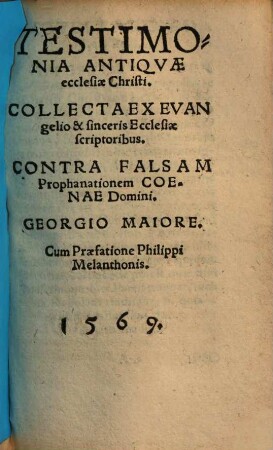 TESTIMO-
NIA ANTIQVÆ
ecclesiæ Christi.
COLLECTA EX EVAN
gelio & sinceris Ecclesiæ
scriptoribus.
CONTRA FALSAM
Prophanationem COE-
NAE Domini.
GEORGIO MAIORE.
Cum Præfatione Philippi
Melanthonis.
1569.